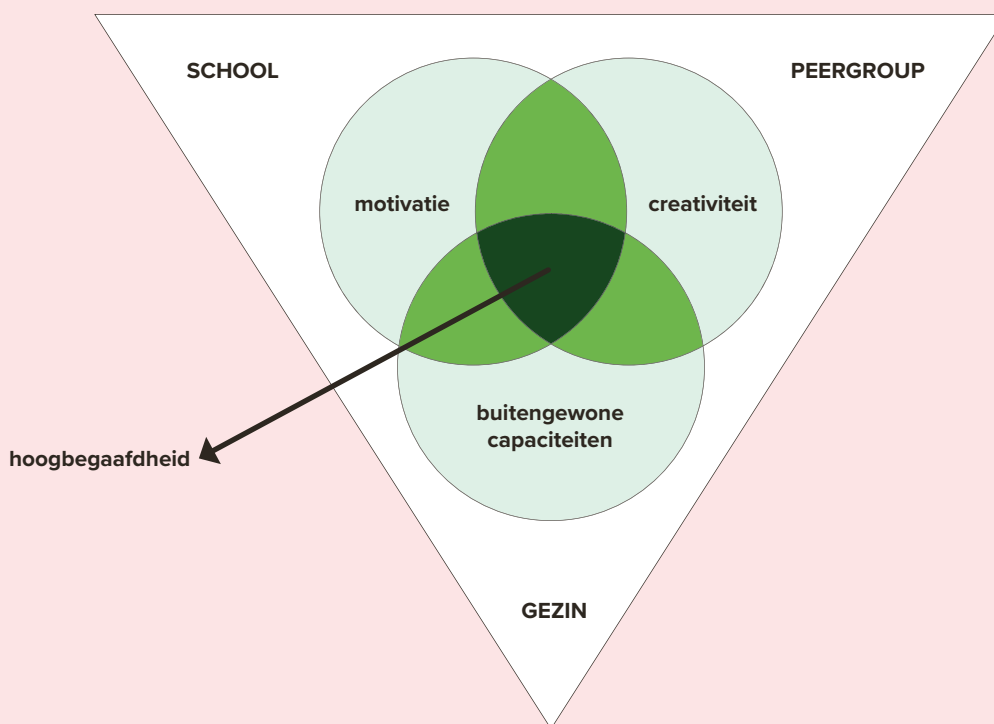 SCHOOL
PEERGROUP
motivatie
creativiteit
buitengewone
capaciteiten
hoogbegaafdheid
GEZIN